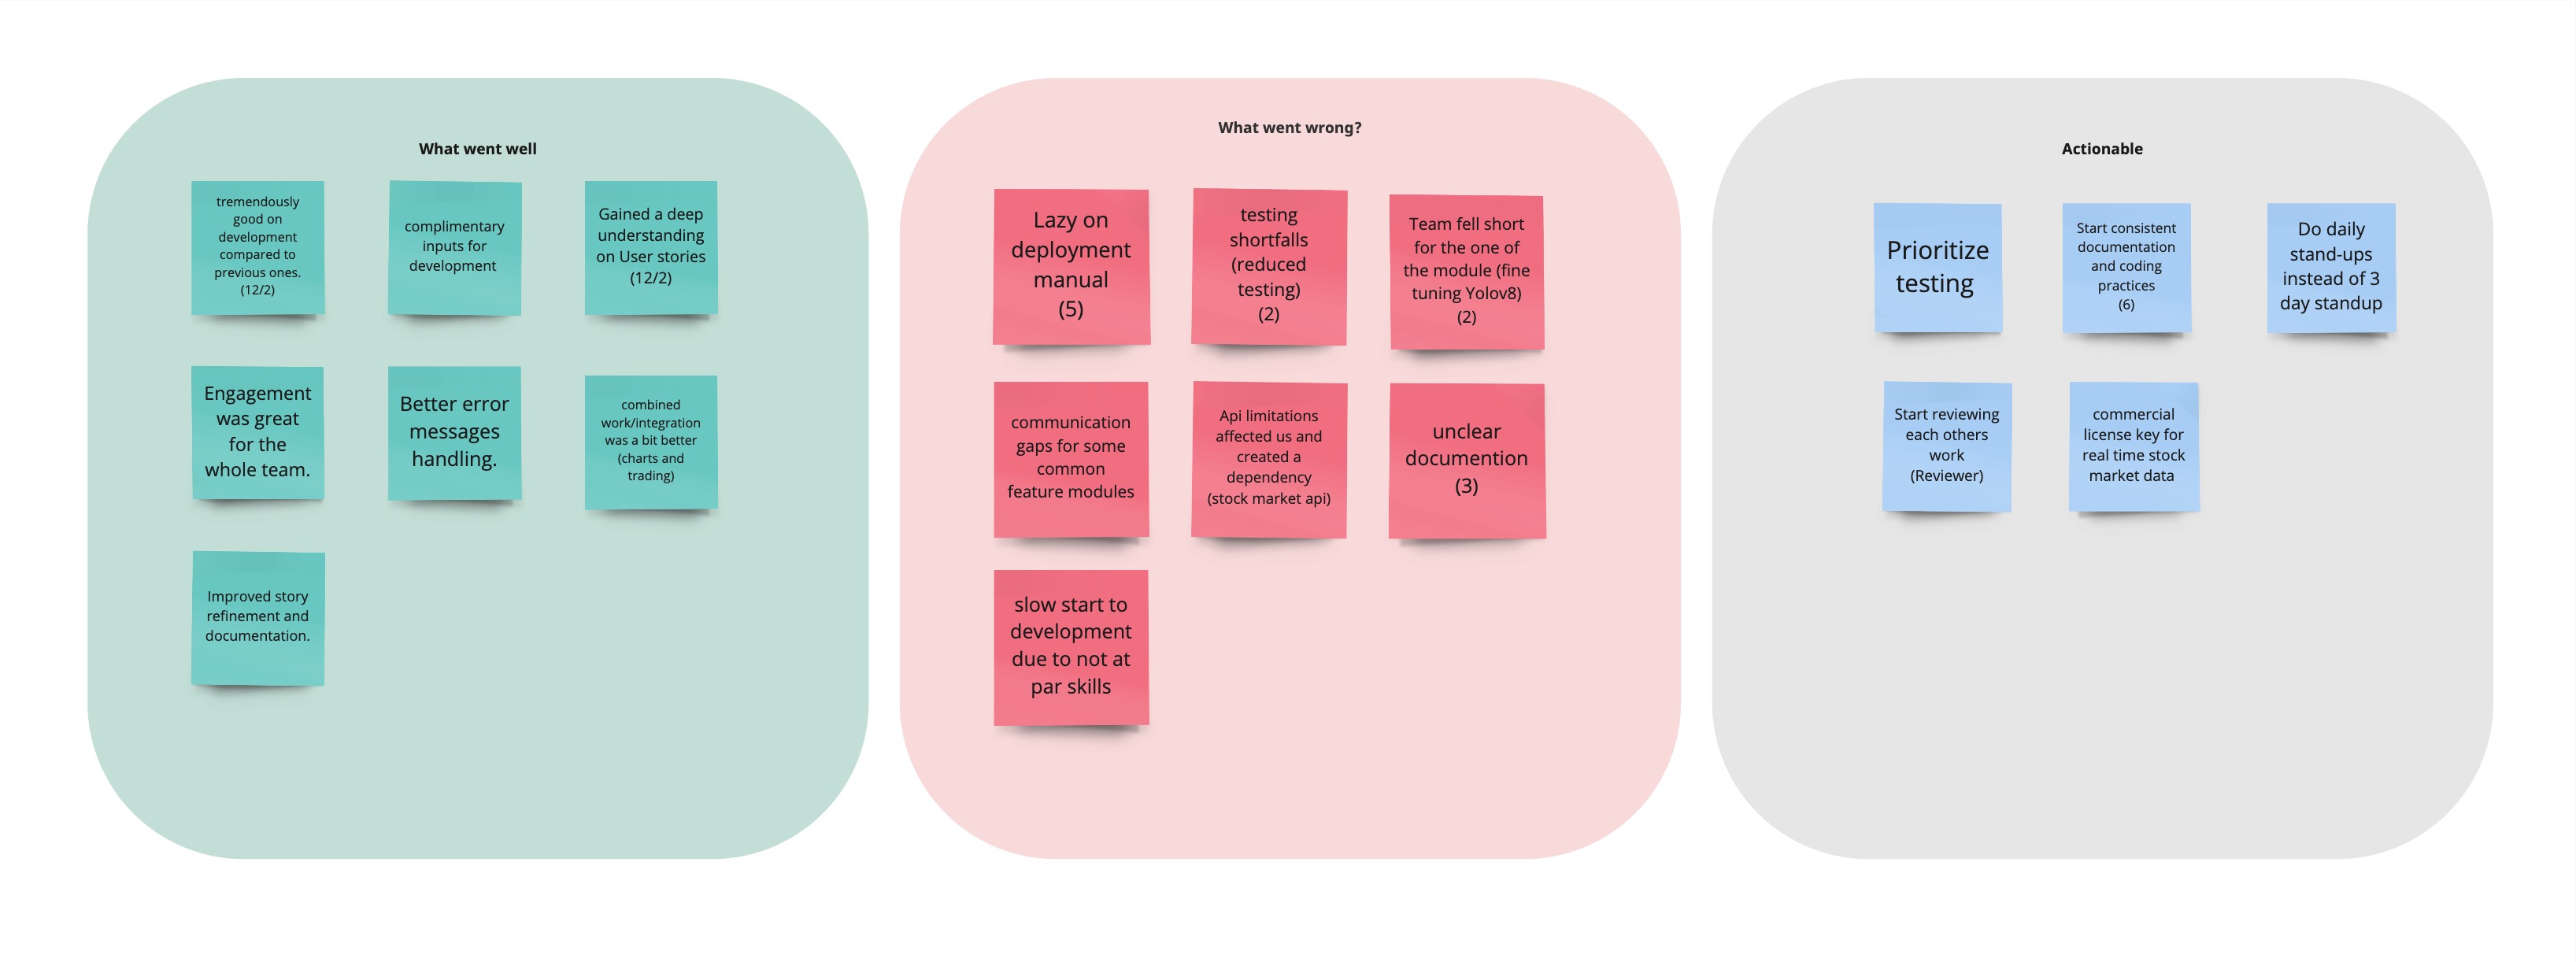 What went well
tremendously
good on
development
compared to
previous ones.
(12/2)
complimentary
inputs for
development
Gained a deep
understanding
on User stories
(12/2)
Engagement
was great
for the
whole team.
Better error
messages
handling.
combined
work/integration
was a bit better
(charts and
trading)
Improved story
refinement and
documentation.
What went wrong?
Lazy on
deployment
manual
(5)
testing
shortfalls
(reduced
testing)
(2)
Team fell short
for the one of
the module (fine
tuning Yolov8)
(2)
communication
gaps for some
common
feature modules
Api limitations
affected us and
created a
dependency
(stock market api)
unclear
documention
(3)
slow start to
development
due to not at
par skills
Actionable
Prioritize
testing
Start consistent
documentation
and coding
practices
(6)
Do daily
stand-ups
instead of 3
day standup
Start reviewing
each others
work
(Reviewer)
commercial
license key for
real time stock
market data